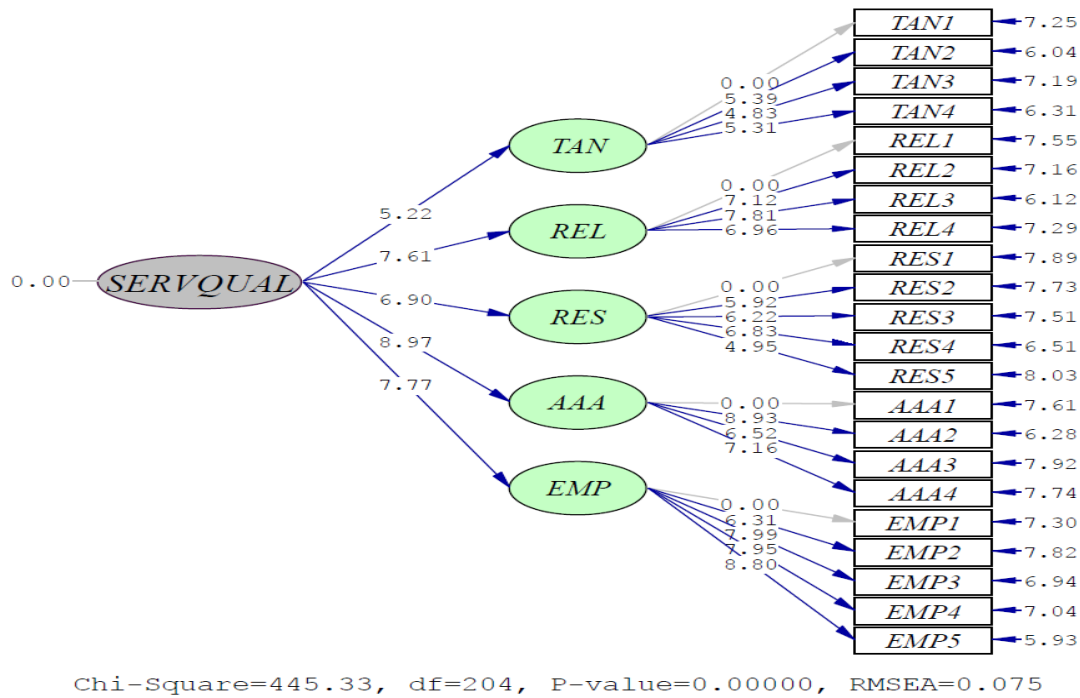 TAN1 7.25
TAN2 6.04
0.00 TAN3 7.19
5.39
4.83 TAN4 6.31
5.31
TAN REL1 7.55
0.00 REL2 7.16
7.12 REL3 6.12
5.22 7.81
REL 6.96 REL4 7.29
7.61 RES1 7.89
0.00 SERVQUAL 0.00 RES2 7.73
6.90 5.92
RES 6.22 RES3 7.51
6.83 RES4 6.51
8.97 4.95 RES5 8.03
7.77 AAA 0.00 AAA1 7.61
8.93 AAA2 6.28
6.52
7.16 AAA3 7.92
EMP AAA4 7.74
0.00 EMP1 7.30
6.31
7.99 EMP2 7.82
7.95
8.80 EMP3 6.94
EMP4 7.04
EMP5 5.93
Chi-Square=445.33, df=204, P-value=0.00000, RMSEA=0.075